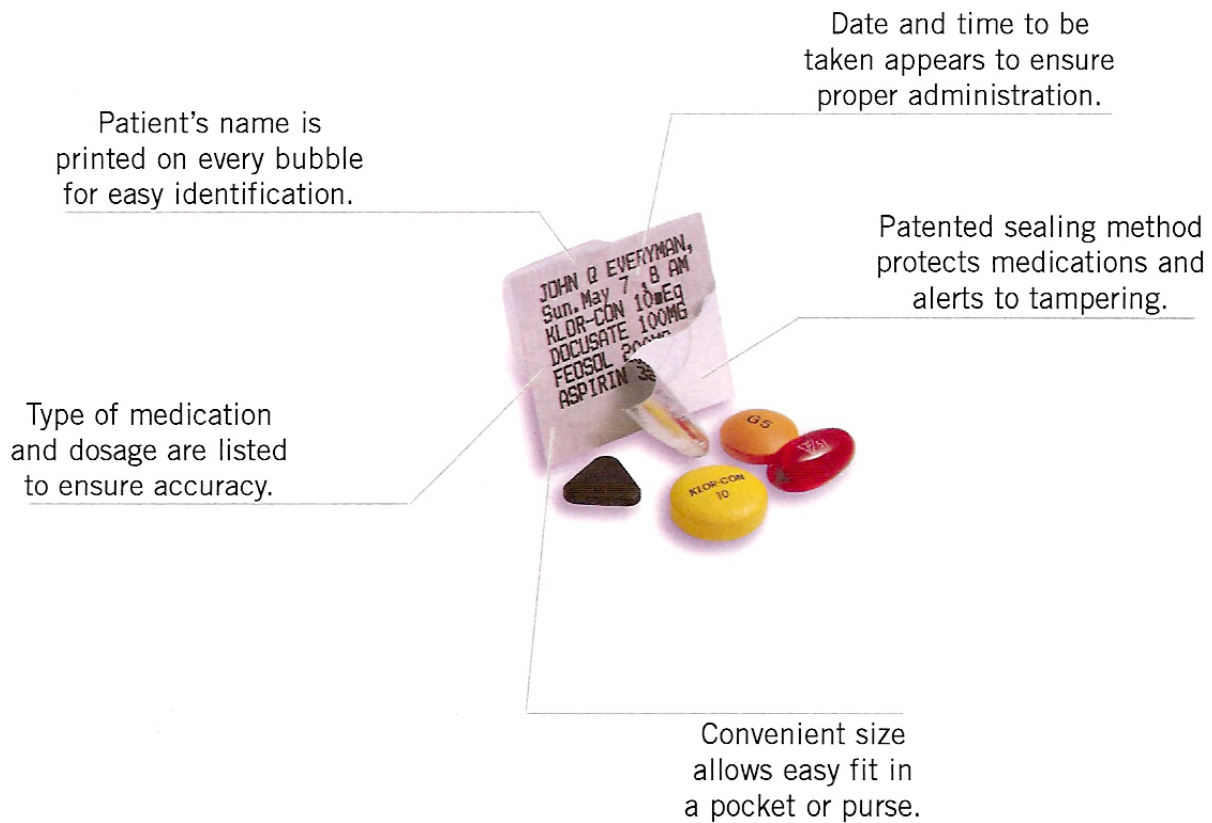 Date and time to be
taken appears to ensure
proper administration.
Patient's name is
printed on every bubble
for easy identification.
Patented sealing method
protects medications and
alerts to tampering.
JOHN Q EVERYMAN,
Sun. May 7 ,8 AM
KLOR-CON 10mEq
DOCUSATE 100MG
FEOSOL
ASPIRIN
Type of medication
and dosage are listed
to ensure accuracy.
G5
KLOR-CON
10
Convenient size
allows easy fit in
a pocket or purse.